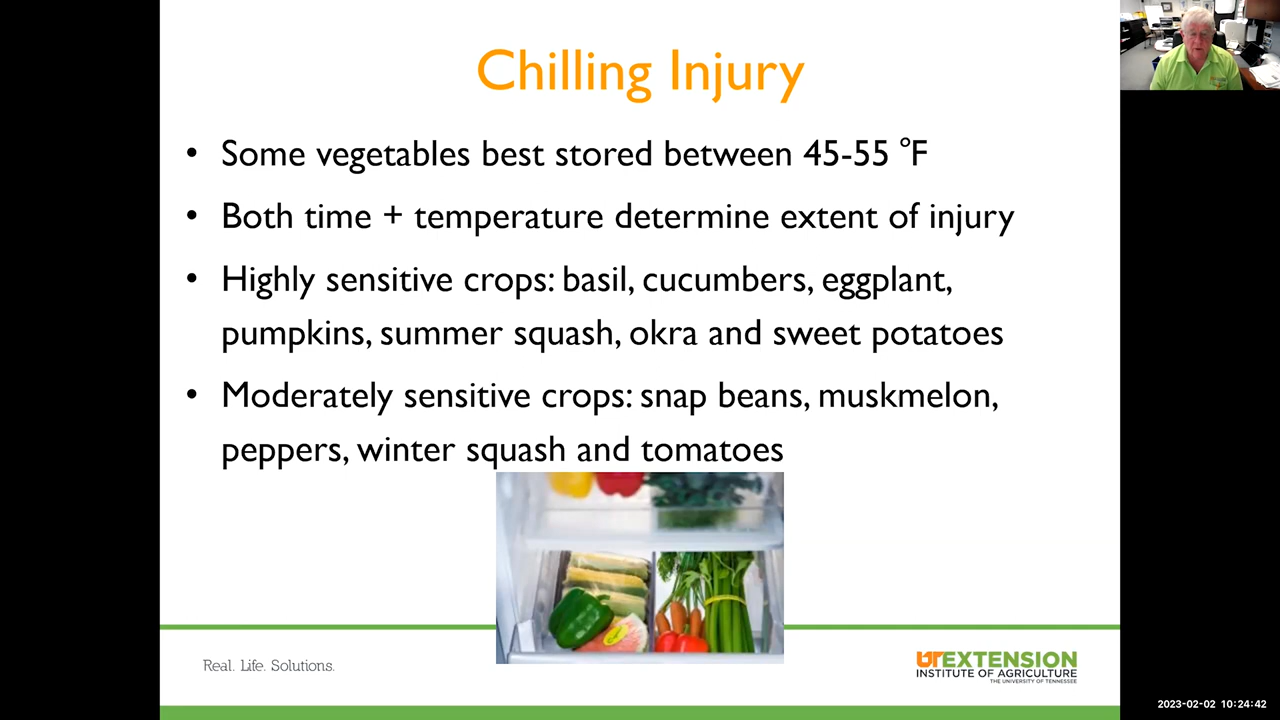 Chilling Injury
• Some vegetables best stored between 45-55 °F
• Both time + temperature determine extent of injury
• Highly sensitive crops: basil, cucumbers, eggplant,
pumpkins, summer squash, okra and sweet potatoes
• Moderately sensitive crops: snap beans, muskmelon,
peppers, winter squash and tomatoes
Real. Life. Solutions.
UT EXTENSION
INSTITUTE OF AGRICULTURE
THE UNIVERSITY OF TENNESSEE
2023-02-02 10:24:42